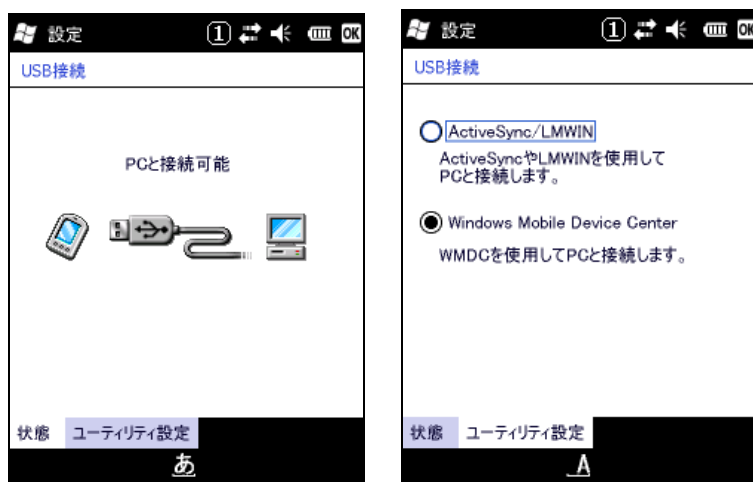 設定
1
OK
USB接続
PCと接続可能
状態
ユーティリティ設定
あ
設定
1
OK
USB接続
ActiveSync/LMWIN
ActiveSyncやLMWINを使用して
PCと接続します。
Windows Mobile Device Center
WMDCを使用してPCと接続します。
状態
ユーティリティ設定
A